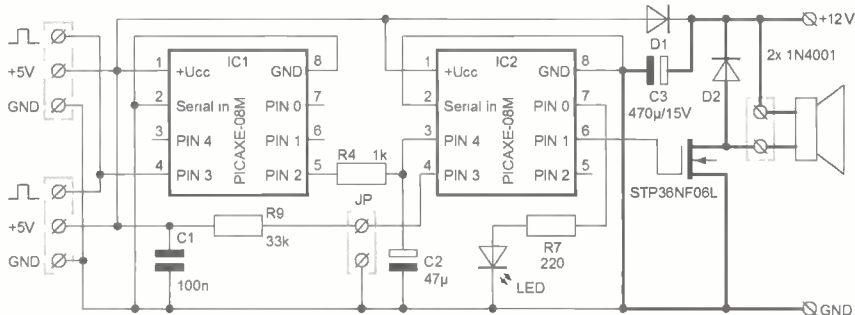 +5V
GND
+5V
GND
IC1
1
+Ucc
GND
8
2
Serial in
PIN 0
7
3
PIN 4
PIN 1
6
4
PIN 3
PIN 2
5
PICAXE-08M
R4
1k
IC2
1
+Ucc
GND
8
2
Serial in
PIN 0
7
3
PIN 4
PIN 1
6
4
PIN 3
PIN 2
5
PICAXE-08M
R9
33k
JP
C1
100n
C2
47µ
LED
R7
220
C3
470µ/15V
D1
2x 1N4001
D2
STP36NF06L
+12V
GND